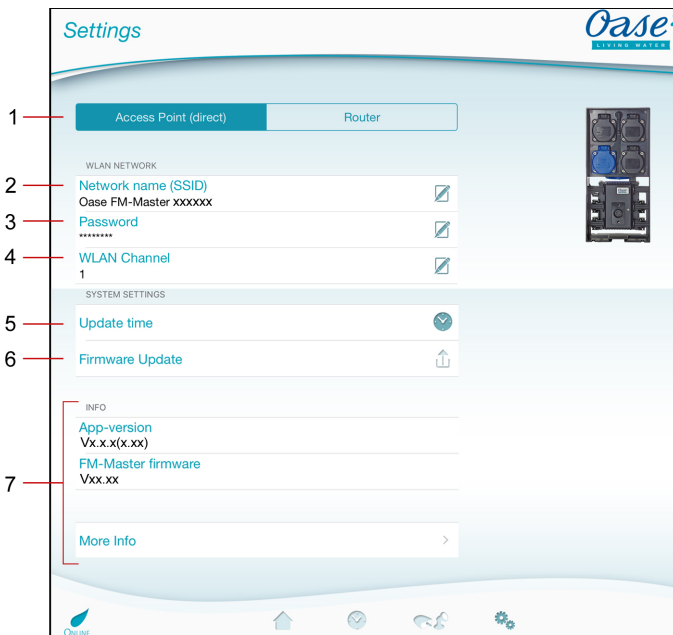 Settings
Oase
LIVING WATER
1
Access Point (direct) Router
WLAN NETWORK
2
Network name (SSID)
Oase FM-Master xxxxxx
3
Password
********
4
WLAN Channel
1
SYSTEM SETTINGS
5
Update time
6
Firmware Update
7
INFO
App-version
Vx.x.x(x.xx)
FM-Master firmware
Vxx.xx
More Info
ONLINE